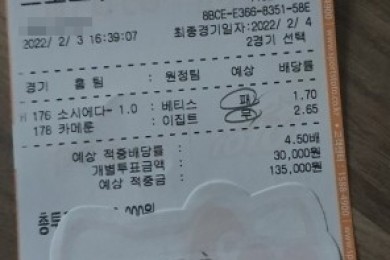 8BCE-E366-8351-58E
2022/ 2/ 3 16:39:07 최종경기일자:2022/ 2/ 4
2경기 선택
경기 홈 팀 : 원정팀 예상 배당률
176 소시에다- 1.0 : 베티스 패 1.70
178 카메룬 : 이집트 무 2.65
예상 적중배당률 4.50배
개별투표금액 30,000원
예상 적중금 135,000원